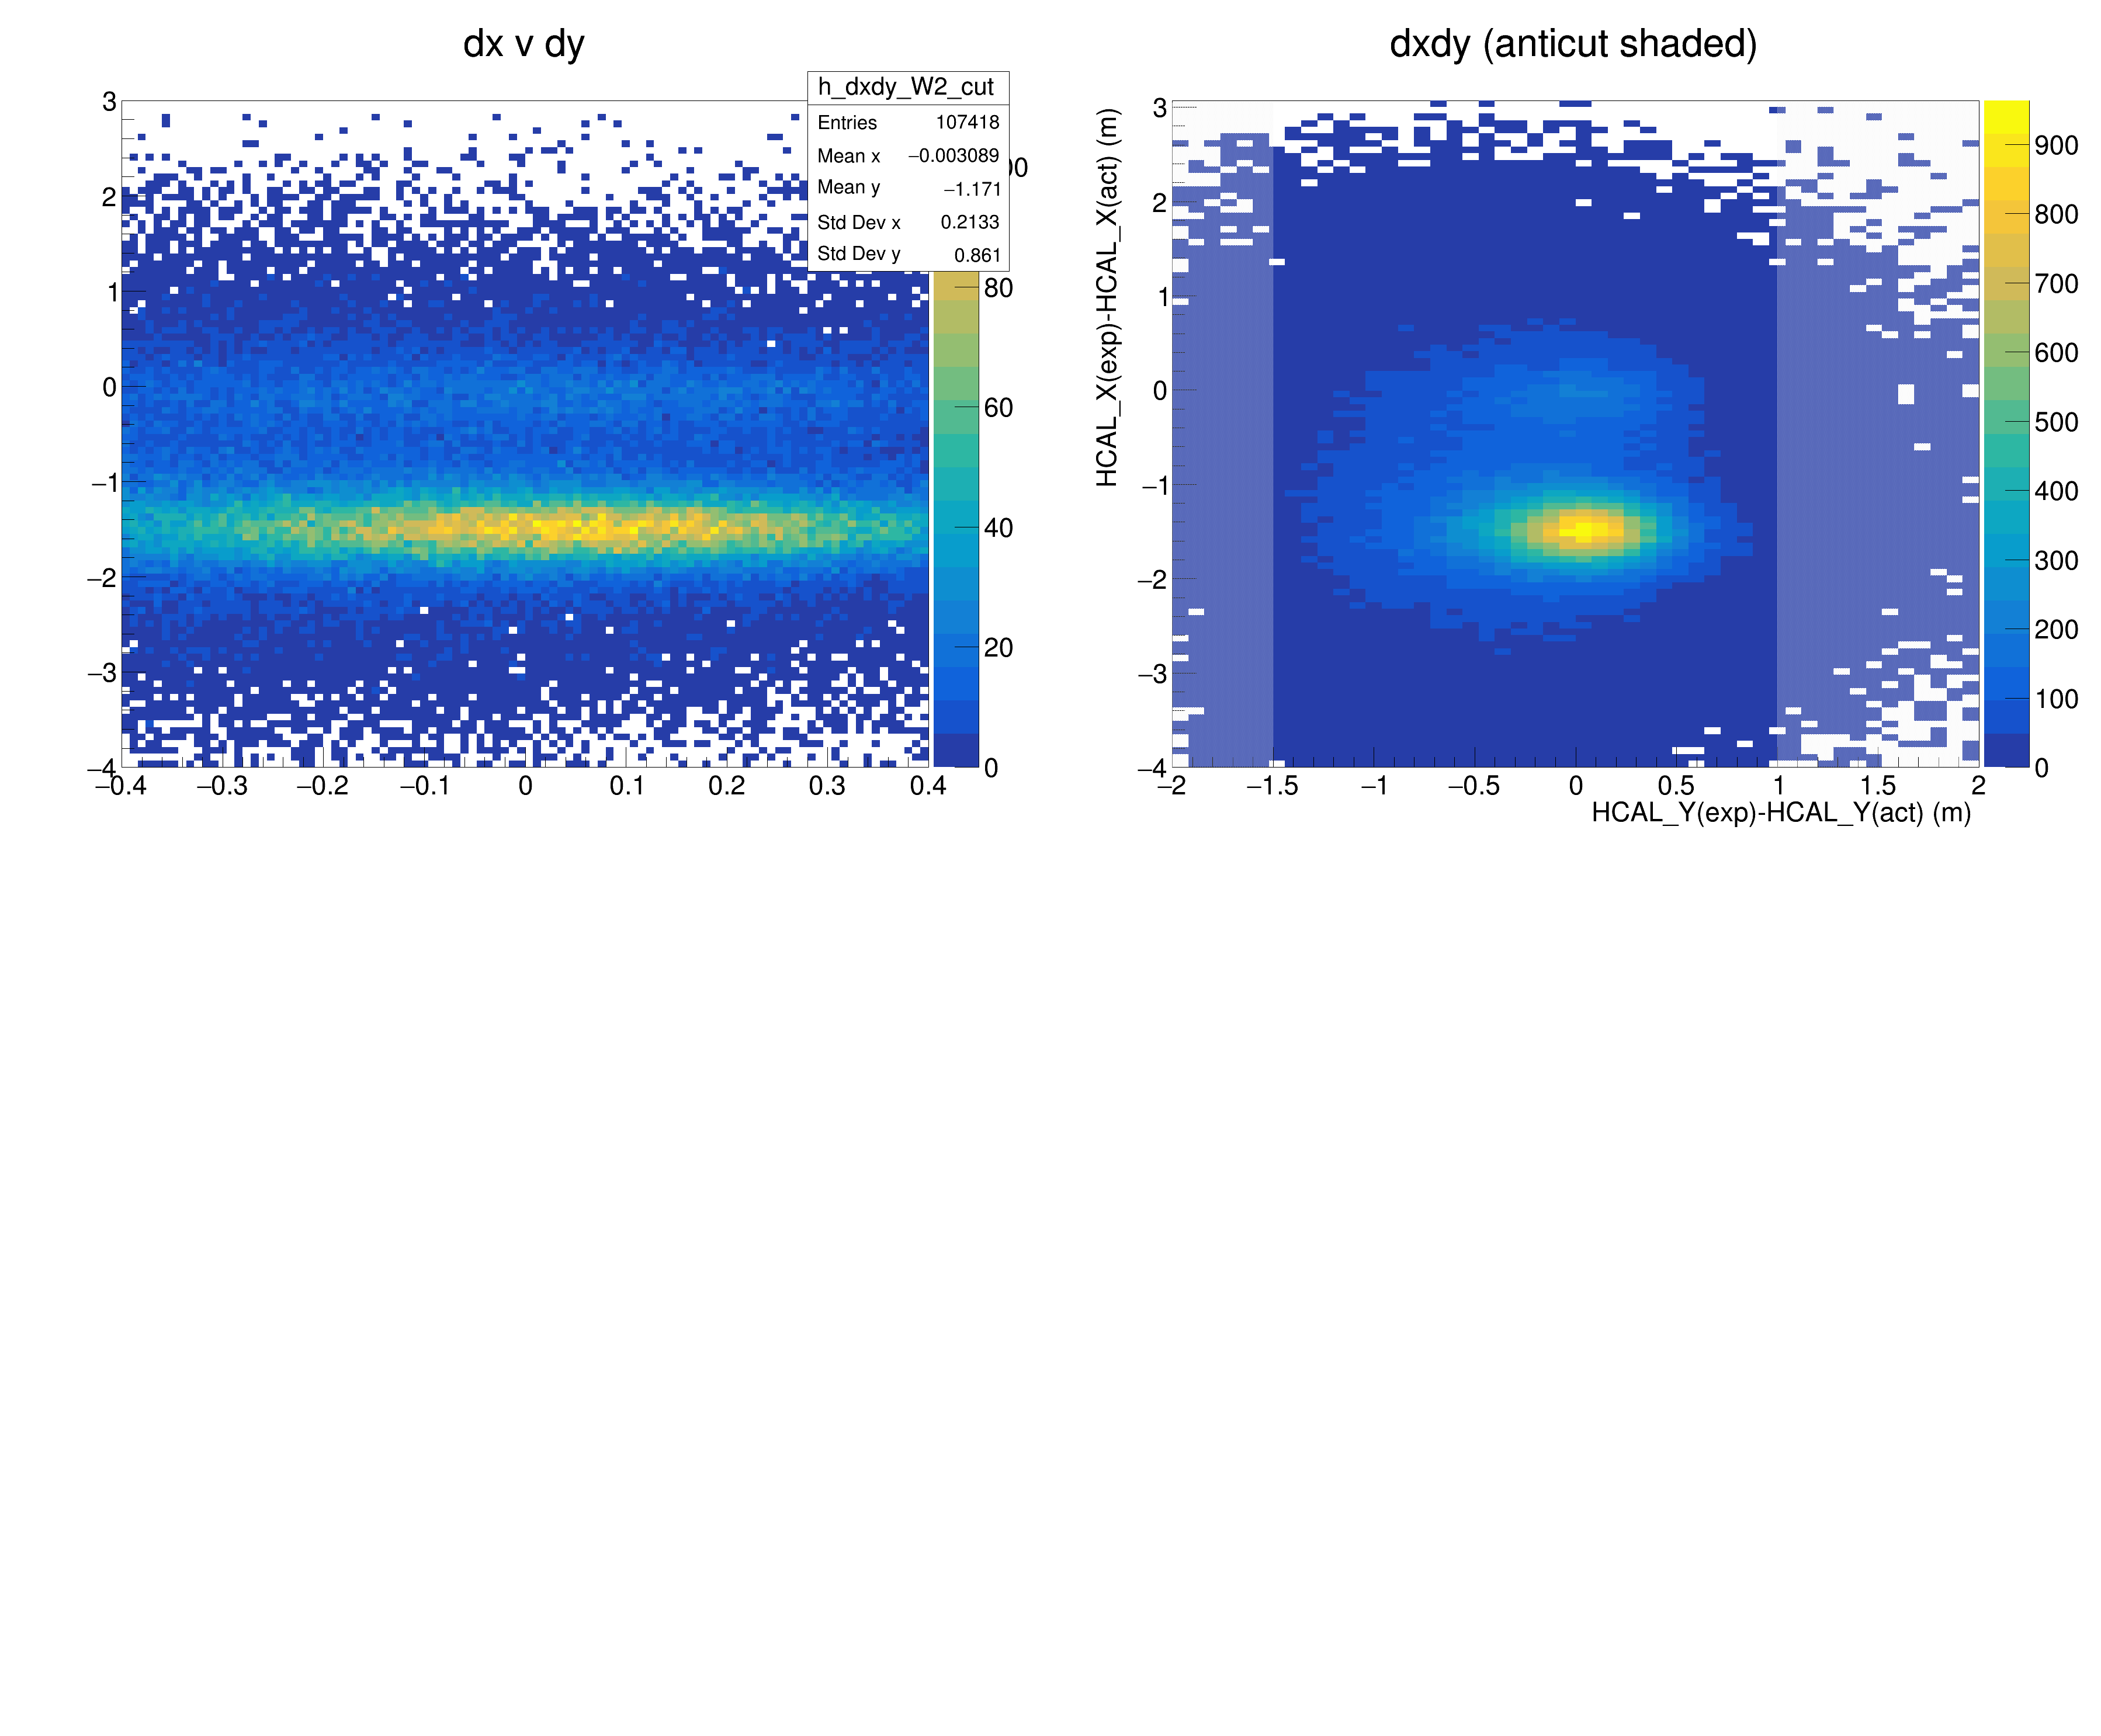 dx v dy
h_dxdy_W2_cut
Entries 107418
Mean x −0.003089
Mean y −1.171
Std Dev x 0.2133
Std Dev y 0.861
3
2
1
0
−1
−2
−3
−4
−0.4 −0.3 −0.2 −0.1 0 0.1 0.2 0.3 0.4
80
60
40
20
0
dxdy (anticut shaded)
HCAL_X(exp)-HCAL_X(act) (m)
3
2
1
0
−1
−2
−3
−4
−2 −1.5 −1 −0.5 0 0.5 1 1.5 2
HCAL_Y(exp)-HCAL_Y(act) (m)
900
800
700
600
500
400
300
200
100
0